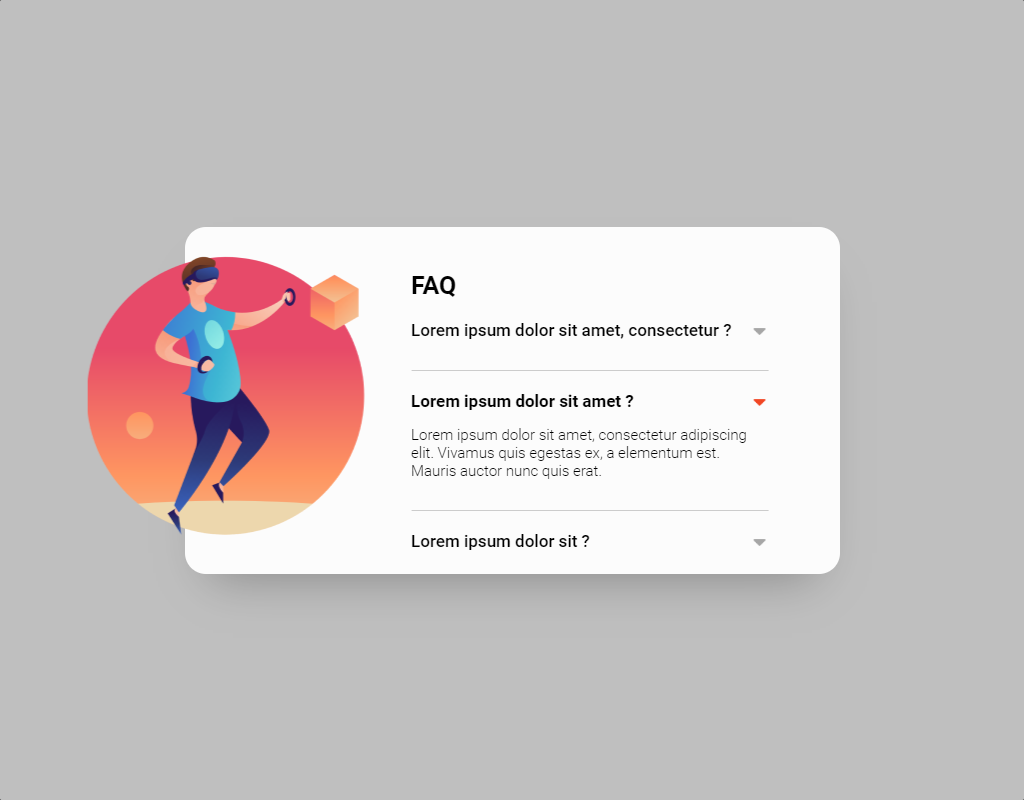 FAQ
Lorem ipsum dolor sit amet, consectetur ?
Lorem ipsum dolor sit amet ?
Lorem ipsum dolor sit amet, consectetur adipiscing
elit. Vivamus quis egestas ex, a elementum est.
Mauris auctor nunc quis erat.
Lorem ipsum dolor sit ?